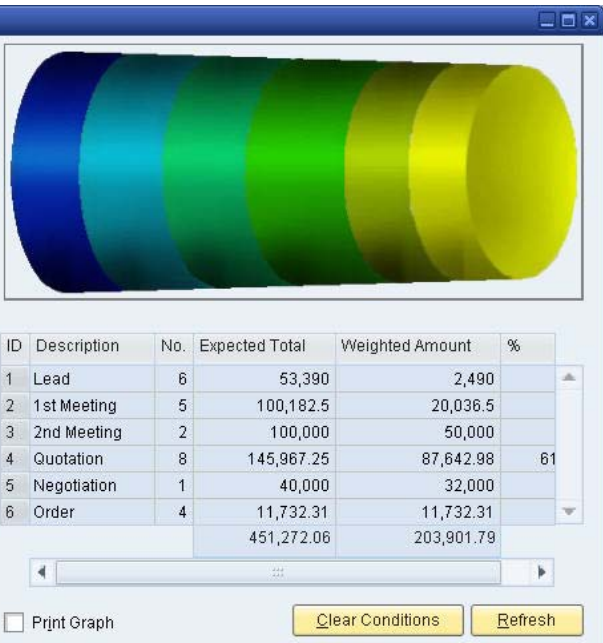 ID Description No. Expected Total Weighted Amount %
1 Lead 6 53,390 2,490
2 1st Meeting 5 100,182.5 20,036.5
3 2nd Meeting 2 100,000 50,000
4 Quotation 8 145,967.25 87,642.98 61
5 Negotiation 1 40,000 32,000
6 Order 4 11,732.31 11,732.31
451,272.06 203,901.79
Print Graph Clear Conditions Refresh